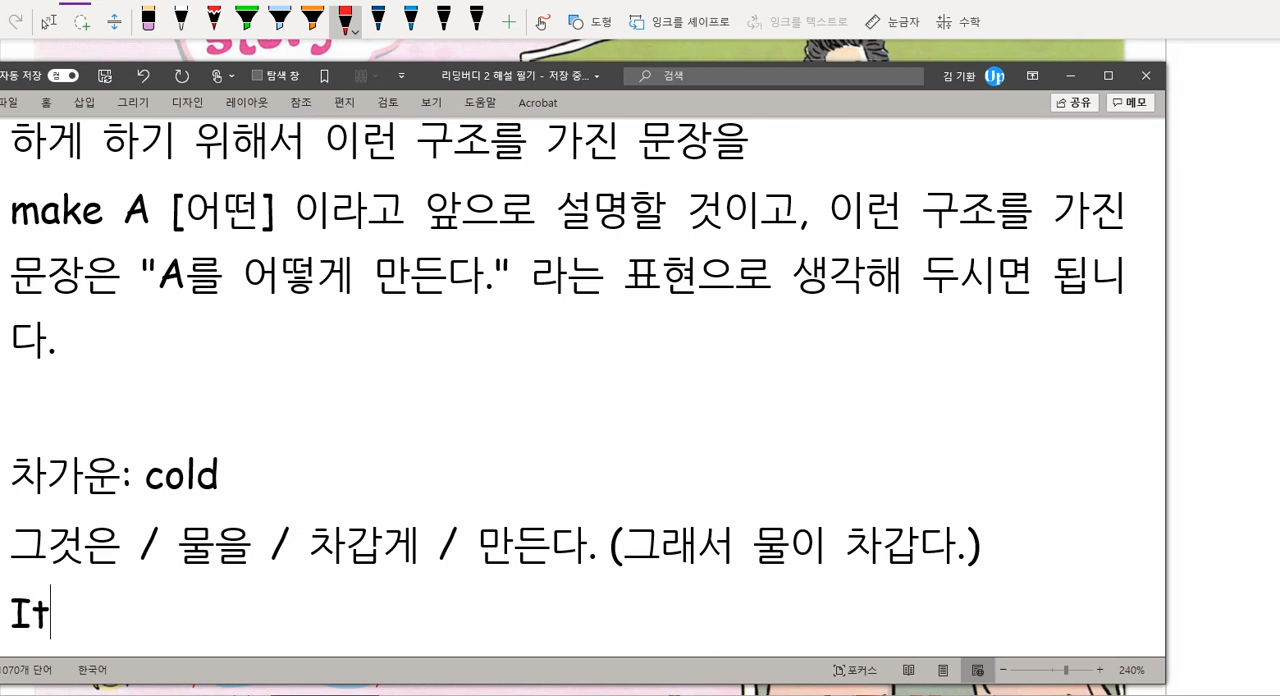 도형
잉크를 셰이프로
잉크를 텍스트로
눈금자
수학
story
자동 저장
컴
탐색 창
리딩버디 2 해설 필기 - 저장 중...
검색
김 기환
Up
파일
홈
삽입
그리기
디자인
레이아웃
참조
편지
검토
보기
도움말
Acrobat
공유
메모
하게 하기 위해서 이런 구조를 가진 문장을
make A [어떤] 이라고 앞으로 설명할 것이고, 이런 구조를 가진
문장은 "A를 어떻게 만든다." 라는 표현으로 생각해 두시면 됩니
다.
차가운: cold
그것은 / 물을 / 차갑게 / 만든다. (그래서 물이 차갑다.)
It
1070개 단어
한국어
포커스
240%